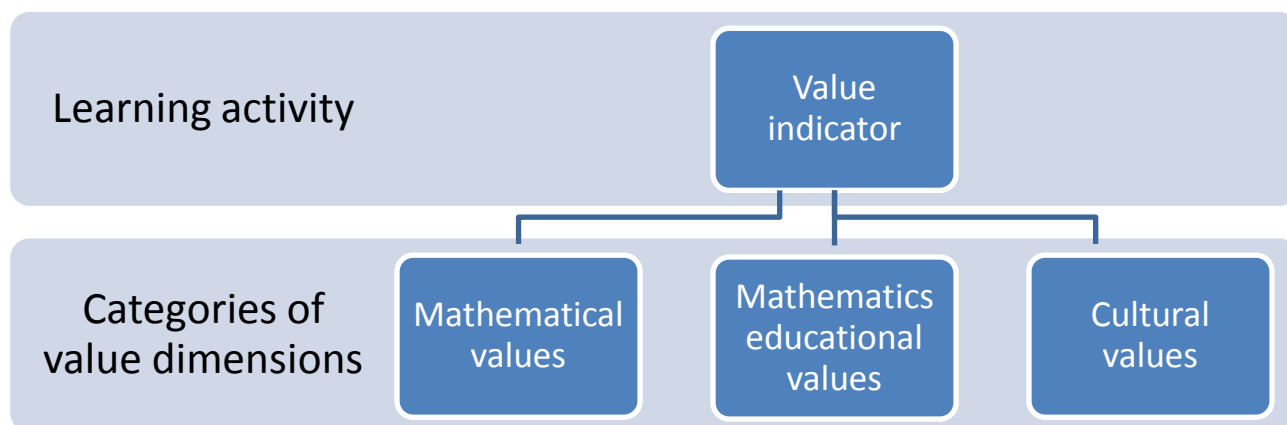 Learning activity
Value
indicator
Categories of
value dimensions
Mathematical
values
Mathematics
educational
values
Cultural
values